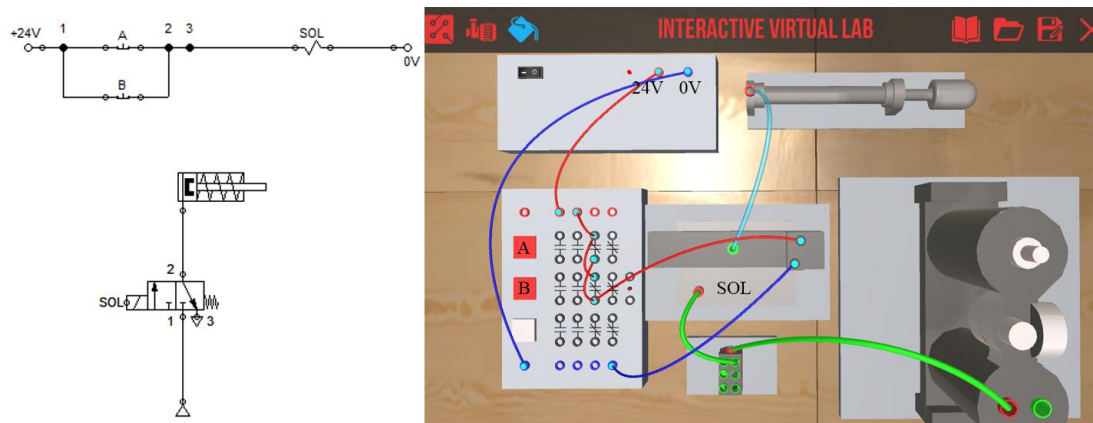 +24V
1
A
2
3
SOL
0V
B
2
SOL
1
3
INTERACTIVE VIRTUAL LAB
24V
0V
A
B
SOL